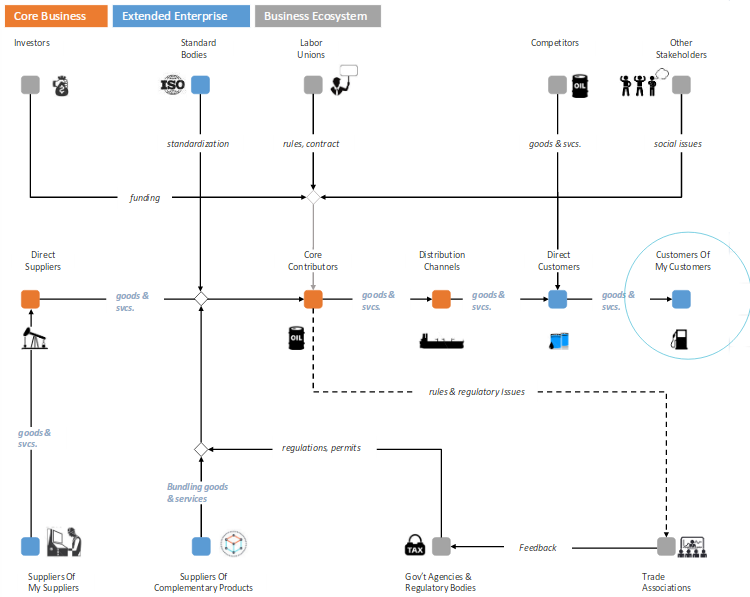 Core Business
Extended Enterprise
Business Ecosystem
Investors
Standard
Bodies
Labor
Unions
Competitors
Other
Stakeholders
ISO
OIL
standardization
rules, contract
goods & svcs.
social issues
funding
Direct
Suppliers
Core
Contributors
Distribution
Channels
Direct
Customers
Customers Of
My Customers
goods &
svcs.
goods &
svcs.
goods &
svcs.
goods &
svcs.
OIL
rules & regulatory Issues
goods &
svcs.
regulations, permits
Bundling goods
& services
TAX
Feedback
Suppliers Of
My Suppliers
Suppliers Of
Complementary Products
Gov't Agencies &
Regulatory Bodies
Trade
Associations